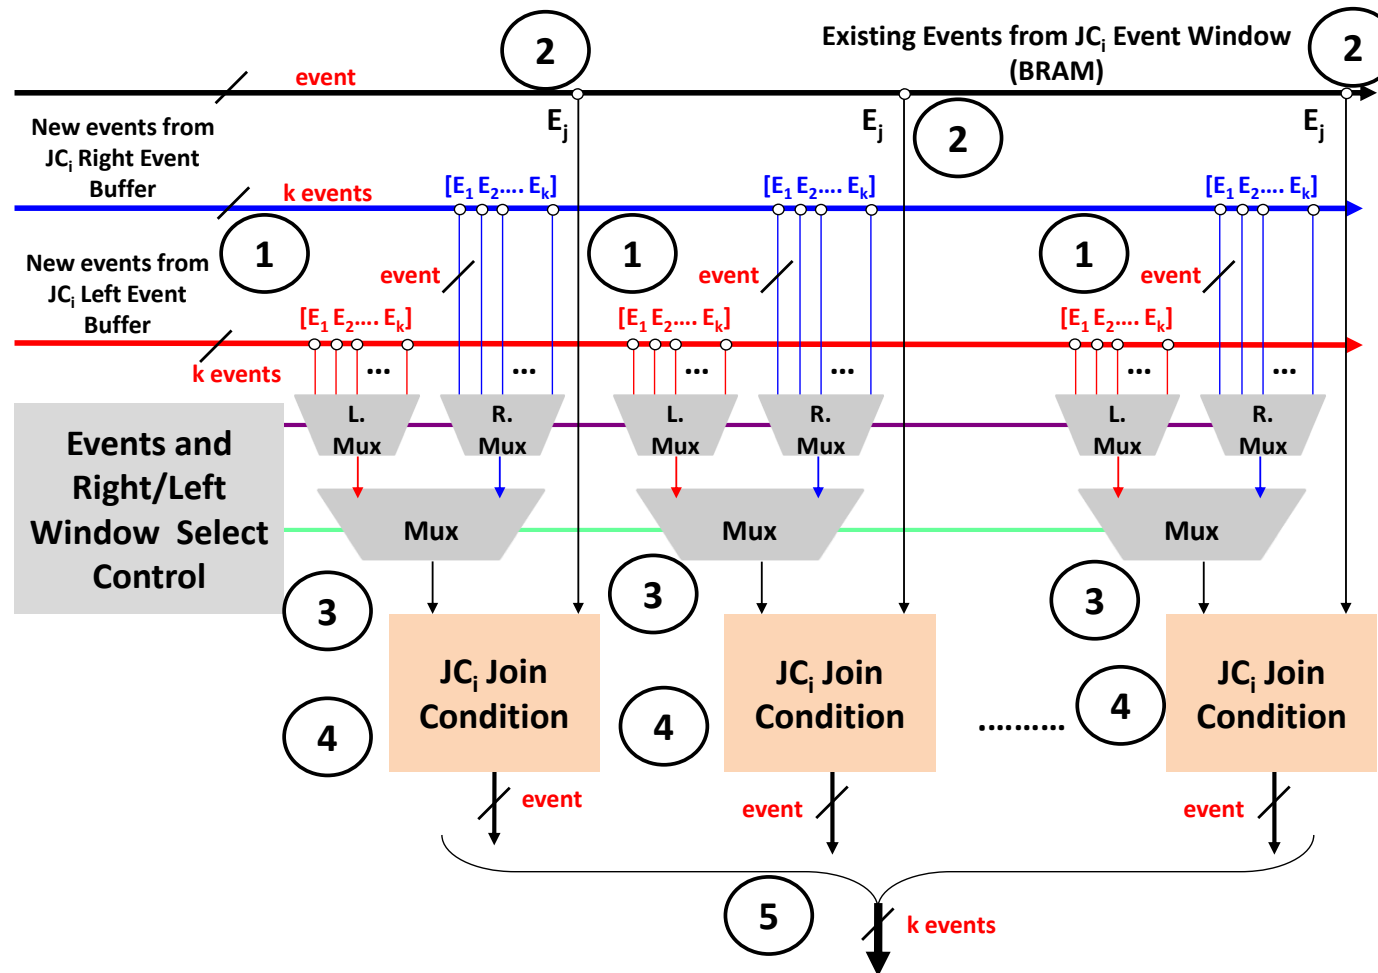 2
Existing Events from JCi Event Window
(BRAM)
2
event
Ej
Ej
Ej
2
New events from
JCi Right Event
Buffer
k events
[E1 E2.... Ek]
[E1 E2.... Ek]
[E1 E2.... Ek]
1
1
1
New events from
JCi Left Event
Buffer
event
event
event
[E1 E2.... Ek]
[E1 E2.... Ek]
[E1 E2.... Ek]
k events
...
...
...
...
...
...
L.
Mux
R.
Mux
L.
Mux
R.
Mux
L.
Mux
R.
Mux
Events and
Right/Left
Window Select
Control
Mux
Mux
Mux
3
3
3
JCi Join
Condition
JCi Join
Condition
JCi Join
Condition
4
4
..........
4
event
event
event
5
k events